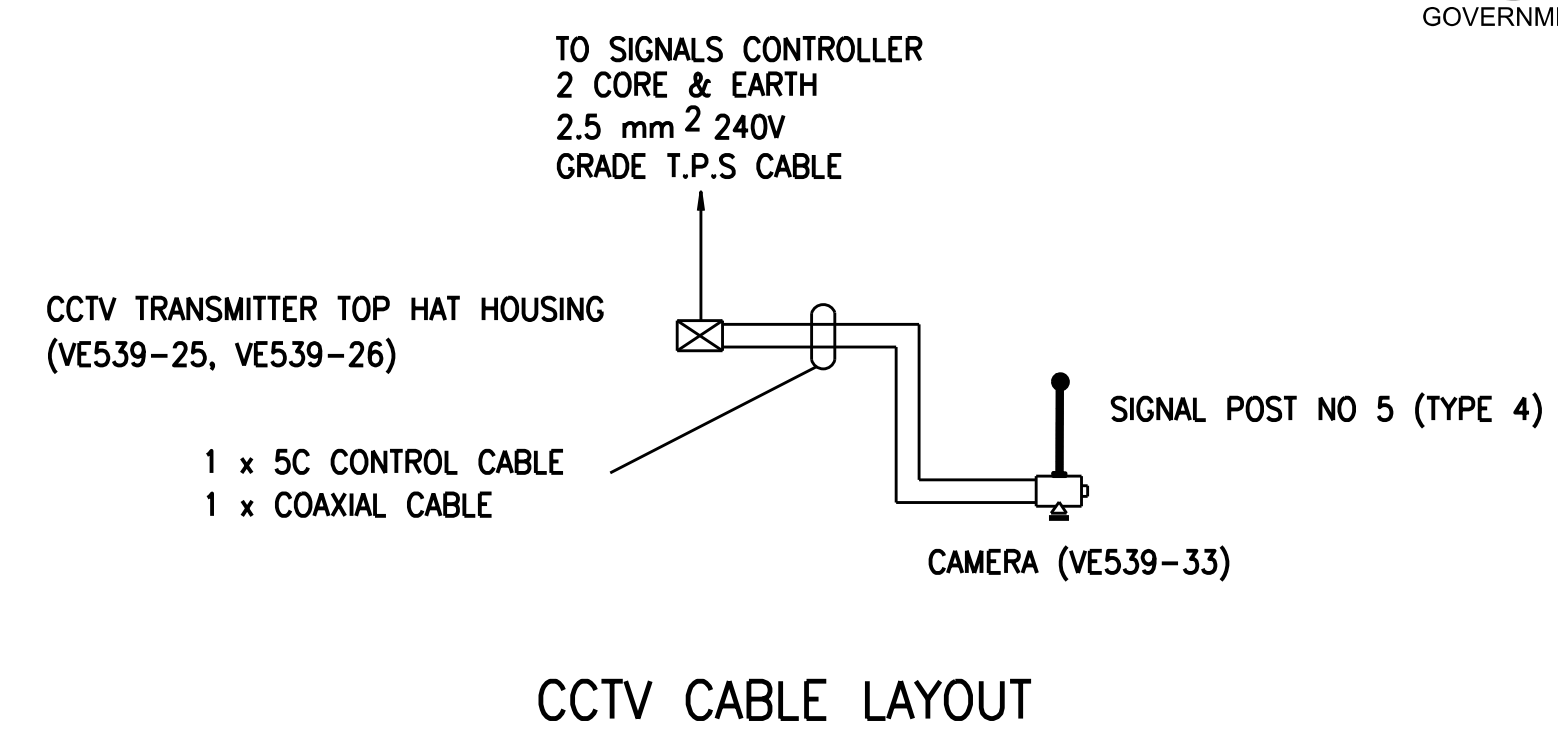 GOVERNM
TO SIGNALS CONTROLLER
2 CORE & EARTH
2.5 mm² 240V
GRADE T.P.S CABLE
CCTV TRANSMITTER TOP HAT HOUSING
(VE539-25, VE539-26)
SIGNAL POST NO 5 (TYPE 4)
1 x 5C CONTROL CABLE
1 x COAXIAL CABLE
CAMERA (VE539-33)
CCTV CABLE LAYOUT